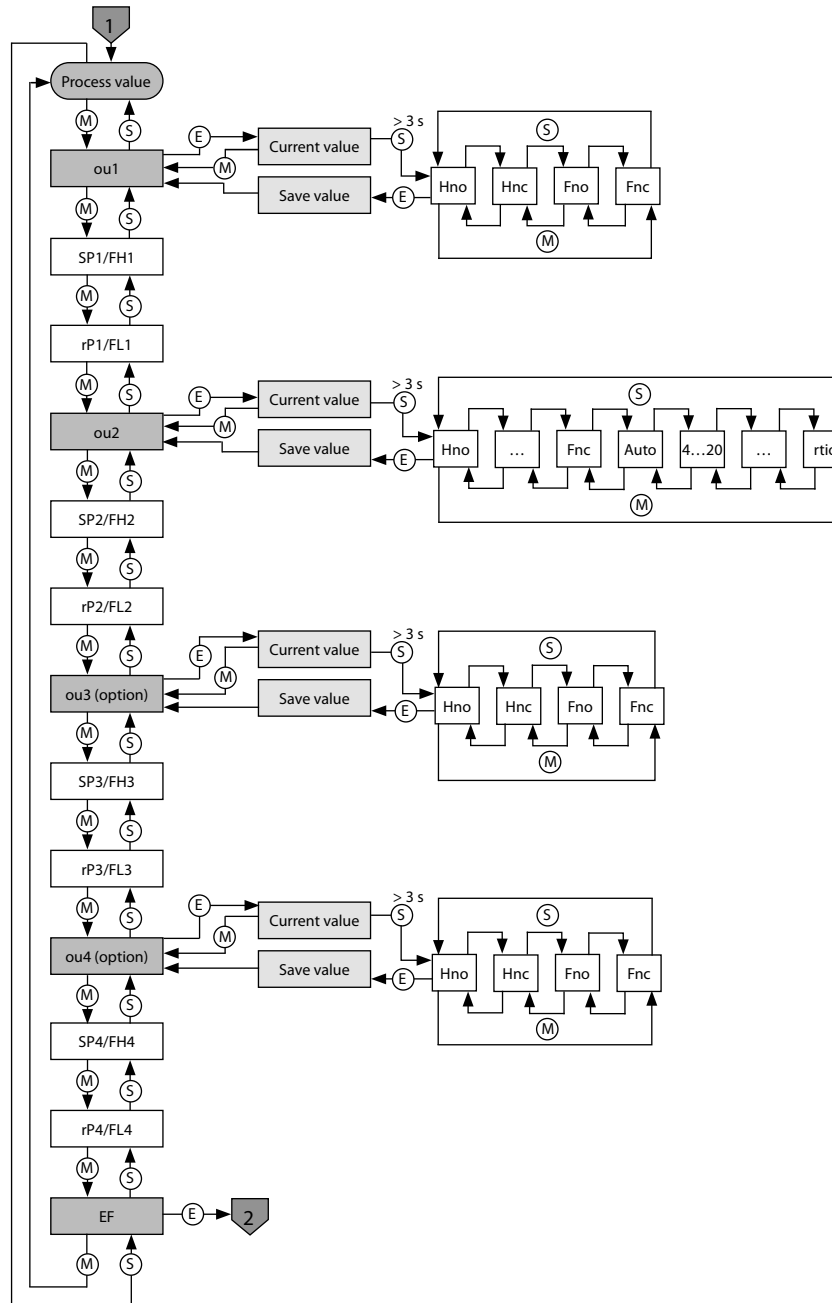 1
Process value
M
S
E
Current value
> 3 s
S
M
ou1
Save value
E
Hno
Hnc
Fno
Fnc
S
M
M
S
SP1/FH1
M
S
rP1/FL1
M
S
E
Current value
> 3 s
S
M
ou2
Save value
E
Hno
...
Fnc
Auto
4...20
...
S
M
M
S
SP2/FH2
M
S
rP2/FL2
M
S
E
Current value
> 3 s
S
M
ou3 (option)
Save value
E
Hno
Hnc
Fno
Fnc
S
M
M
S
SP3/FH3
M
S
rP3/FL3
M
S
E
Current value
> 3 s
S
M
ou4 (option)
Save value
E
Hno
Hnc
Fno
Fnc
S
M
M
S
SP4/FH4
M
S
rP4/FL4
M
S
EF
E
2
M
S